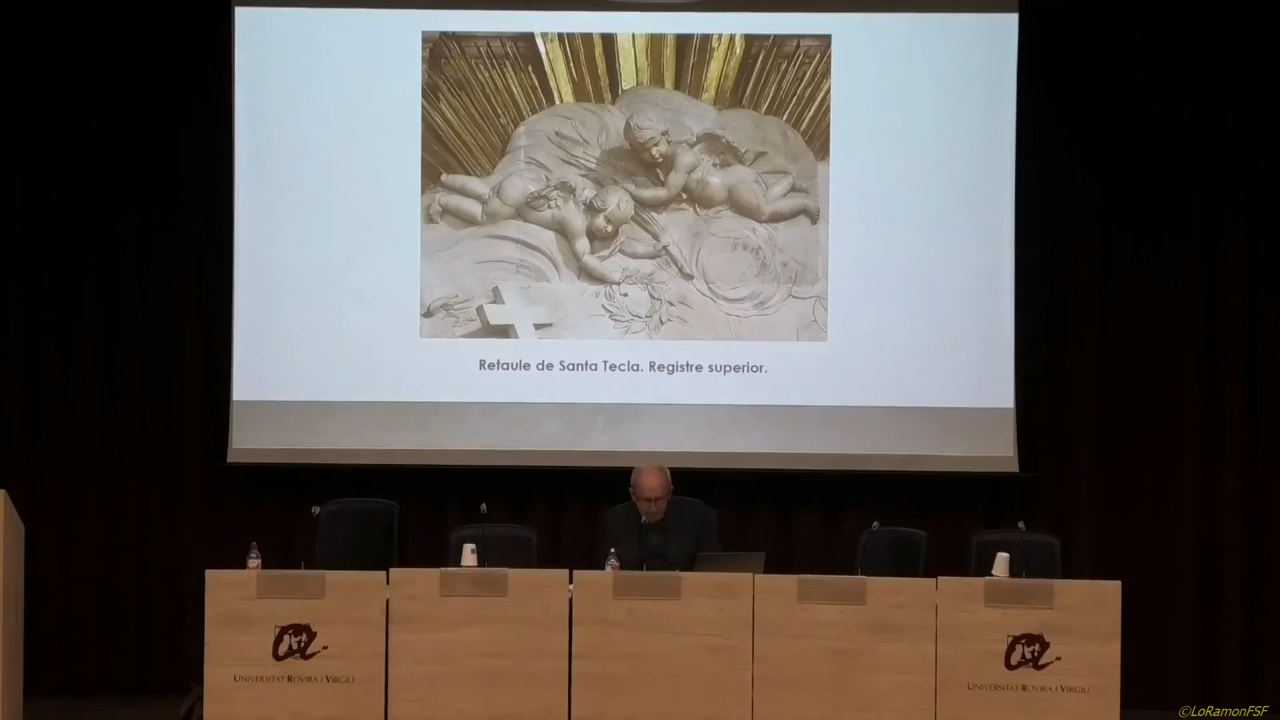 Retaule de Santa Tecla. Registre superior.
UNIVERSITAT ROVIRA I VIRGILI
UNIVERSITAT ROVIRA I VIRGILI
©LoRamonFSF